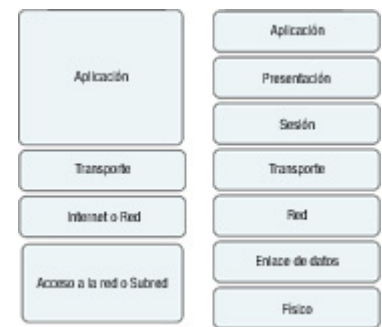 Aplicación
Transporte
Internet o Red
Acceso a la red o Subred
Aplicación
Presentación
Sesión
Transporte
Red
Enlace de datos
Físico